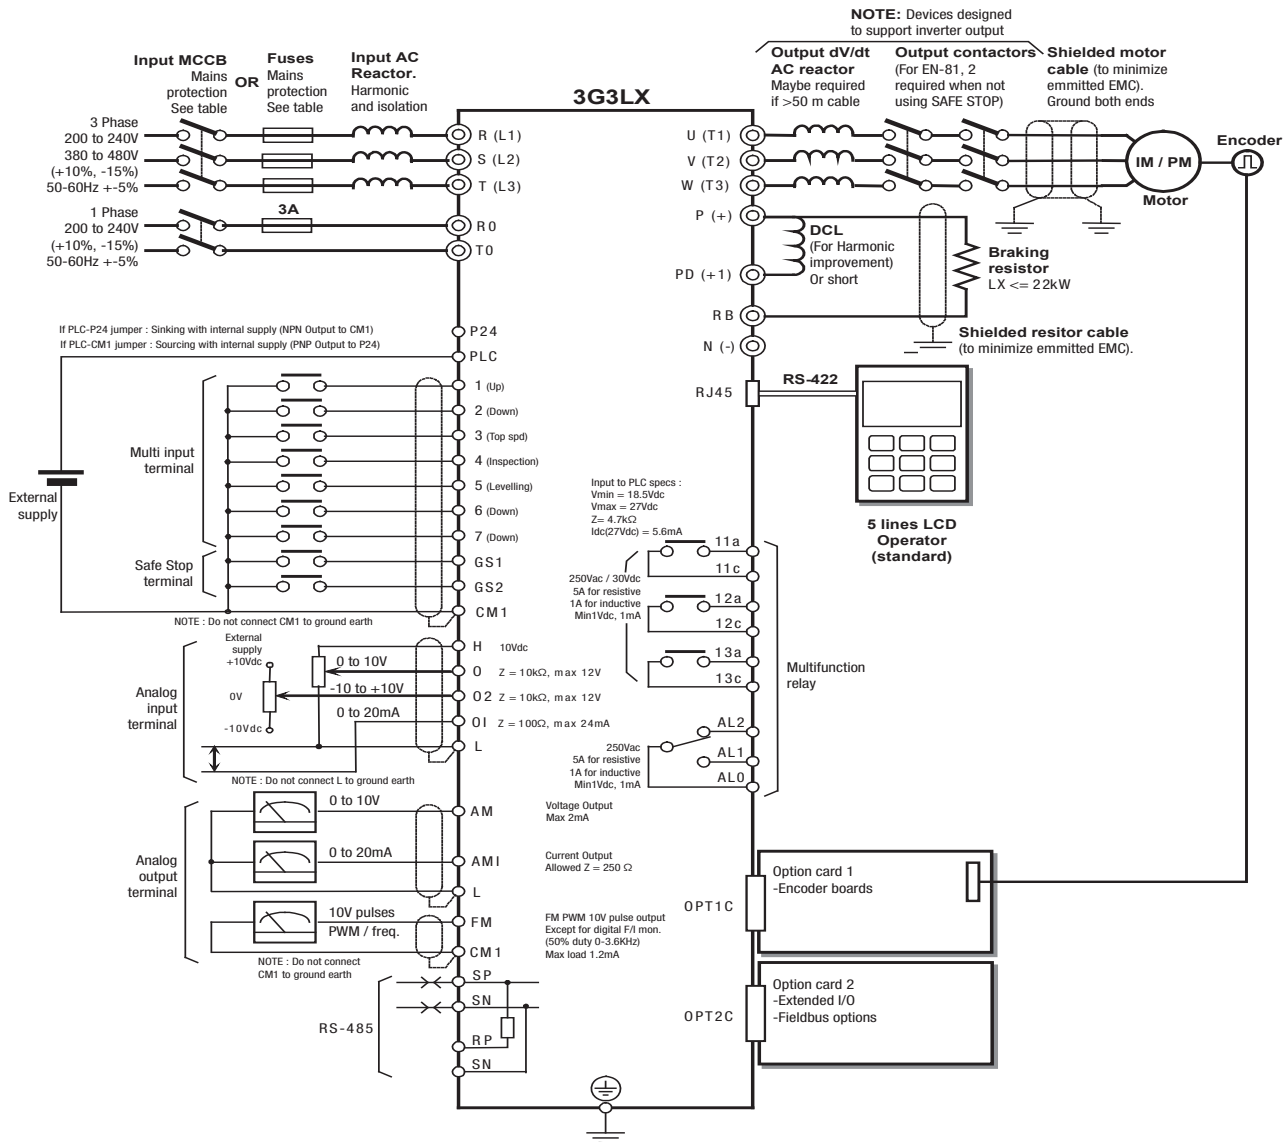 NOTE: Devices designed
to support inverter output
Input MCCB
Mains
protection
See table
OR
Fuses
Mains
protection
See table
Input AC
Reactor.
Harmonic
and isolation
3G3LX
Output dV/dt
AC reactor
Maybe required
if >50 m cable
Output contactors
(For EN-81, 2
required when not
using SAFE STOP)
Shielded motor
cable (to minimize
emmitted EMC).
Ground both ends
3 Phase
200 to 240V
380 to 480V
(+10%, -15%)
50-60Hz +-5%
R (L1)
S (L2)
T (L3)
U (T1)
V (T2)
W (T3)
IM / PM
Motor
Encoder
1 Phase
200 to 240V
(+10%, -15%)
50-60Hz +-5%
3A
R0
T0
P (+)
PD (+1)
RB
N (-)
DCL
(For Harmonic
improvement)
Or short
Braking
resistor
LX <= 22kW
Shielded resitor cable
(to minimize emmitted EMC).
If PLC-P24 jumper : Sinking with internal supply (NPN Output to CM1)
If PLC-CM1 jumper : Sourcing with internal supply (PNP Output to P24)
P24
PLC
1 (Up)
2 (Down)
3 (Top spd)
4 (Inspection)
5 (Levelling)
6 (Down)
7 (Down)
GS1
GS2
CM1
Multi input
terminal
External
supply
Safe Stop
terminal
NOTE : Do not connect CM1 to ground earth
RJ45
RS-422
5 lines LCD
Operator
(standard)
Input to PLC specs :
Vmin = 18.5Vdc
Vmax = 27Vdc
Z= 4.7kΩ
Idc(27Vdc) = 5.6mA
250Vac / 30Vdc
5A for resistive
1A for inductive
Min1Vdc, 1mA
11a
11c
12a
12c
13a
13c
Multifunction
relay
250Vac
5A for resistive
1A for inductive
Min1Vdc, 1mA
AL2
AL1
AL0
External
supply
+10Vdc
0V
-10Vdc
Analog
input
terminal
0 to 10V
-10 to +10V
0 to 20mA
H 10Vdc
O Z = 10kΩ, max 12V
O2 Z = 10kΩ, max 12V
OI Z = 100Ω, max 24mA
L
NOTE : Do not connect L to ground earth
Analog
output
terminal
0 to 10V
0 to 20mA
10V pulses
PWM / freq.
AM
AMI
L
FM
CM1
Voltage Output
Max 2mA
Current Output
Allowed Z = 250 Ω
FM PWM 10V pulse output
Except for digital F/I mon.
(50% duty 0-3.6KHz)
Max load 1.2mA
NOTE : Do not connect
CM1 to ground earth
RS-485
SP
SN
RP
SN
OPT1C
Option card 1
-Encoder boards
OPT2C
Option card 2
-Extended I/O
-Fieldbus options